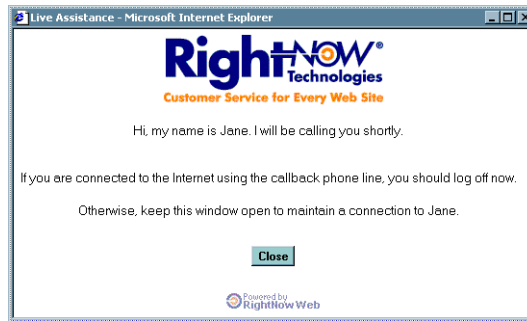 Live Assistance - Microsoft Internet Explorer
RightNOW®
Technologies
Customer Service for Every Web Site
Hi, my name is Jane. I will be calling you shortly.
If you are connected to the Internet using the callback phone line, you should log off now.
Otherwise, keep this window open to maintain a connection to Jane.
Close
Powered by
RightNow Web